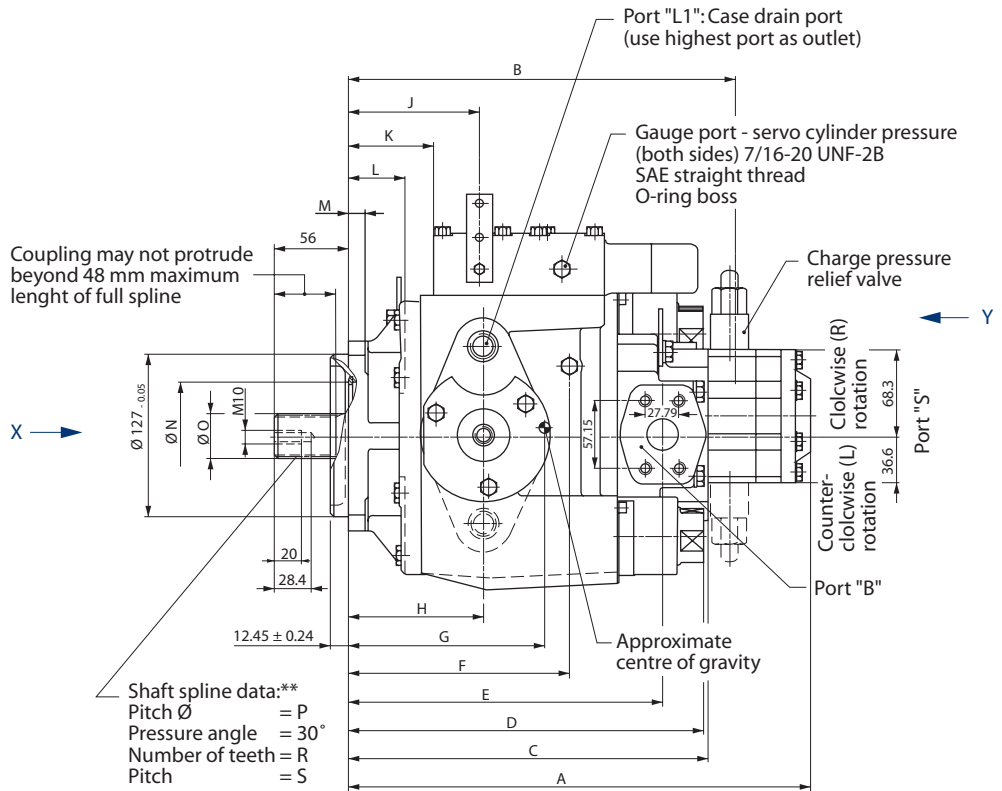 Port "L1": Case drain port
(use highest port as outlet)
B
J
Gauge port - servo cylinder pressure
(both sides) 7/16-20 UNF-2B
SAE straight thread
O-ring boss
K
L
M
56
Coupling may not protrude
beyond 48 mm maximum
lenght of full spline
Charge pressure
relief valve
Y
X
Ø 127 - 0.05
Ø N
Ø O
M10
57.15
27.79
Clolcwise (R)
rotation
68.3
Port "S"
Counter-
clolcwise (L)
rotation
36.6
20
28.4
Port "B"
H
12.45 ± 0.24
G
Approximate
centre of gravity
F
E
Shaft spline data:**
Pitch Ø = P
Pressure angle = 30°
Number of teeth = R
Pitch = S
D
C
A